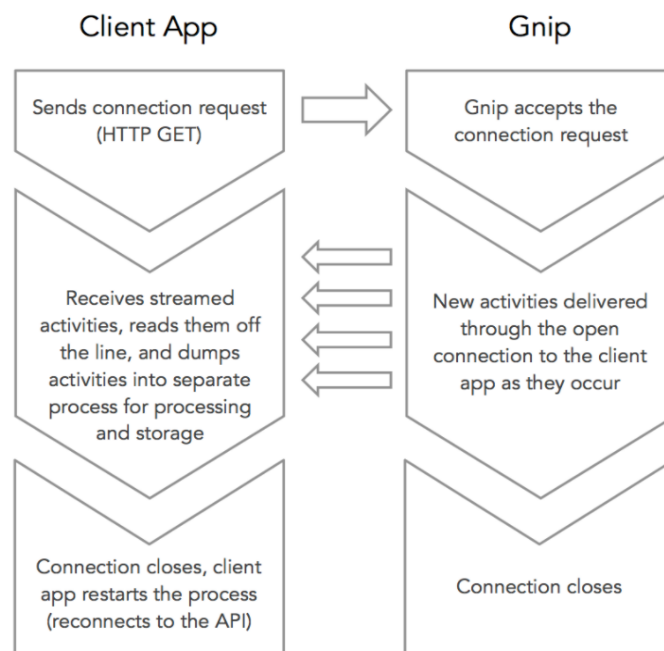 Client App
Gnip
Sends connection request
(HTTP GET)
Gnip accepts the
connection request
Receives streamed
activities, reads them off
the line, and dumps
activities into separate
process for processing
and storage
New activities delivered
through the open
connection to the client
app as they occur
Connection closes, client
app restarts the process
(reconnects to the API)
Connection closes